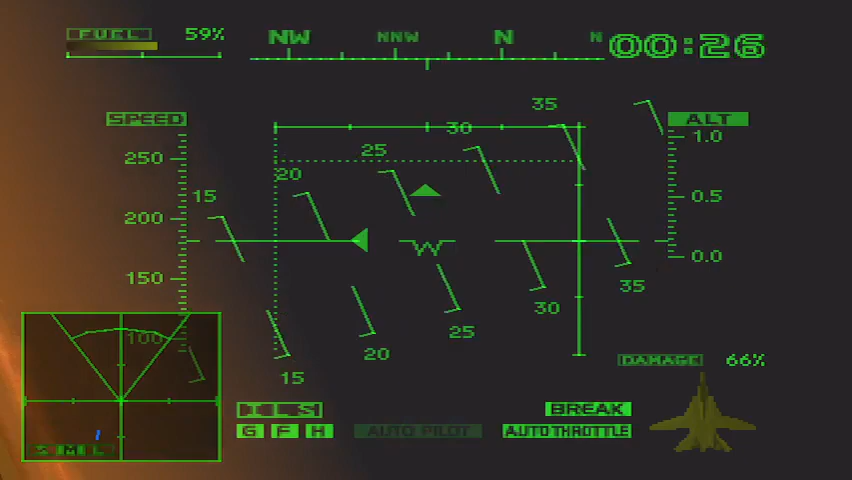 FUEL 59% NW NNW N N 00:26
SPEED ALT
35 30 25 20 15
250 200 150 100
1.0 0.5 0.0
35 30 25 20 15
DAMAGE 66%
ILS BREAK
G F H AUTO PILOT AUTO THROTTLE